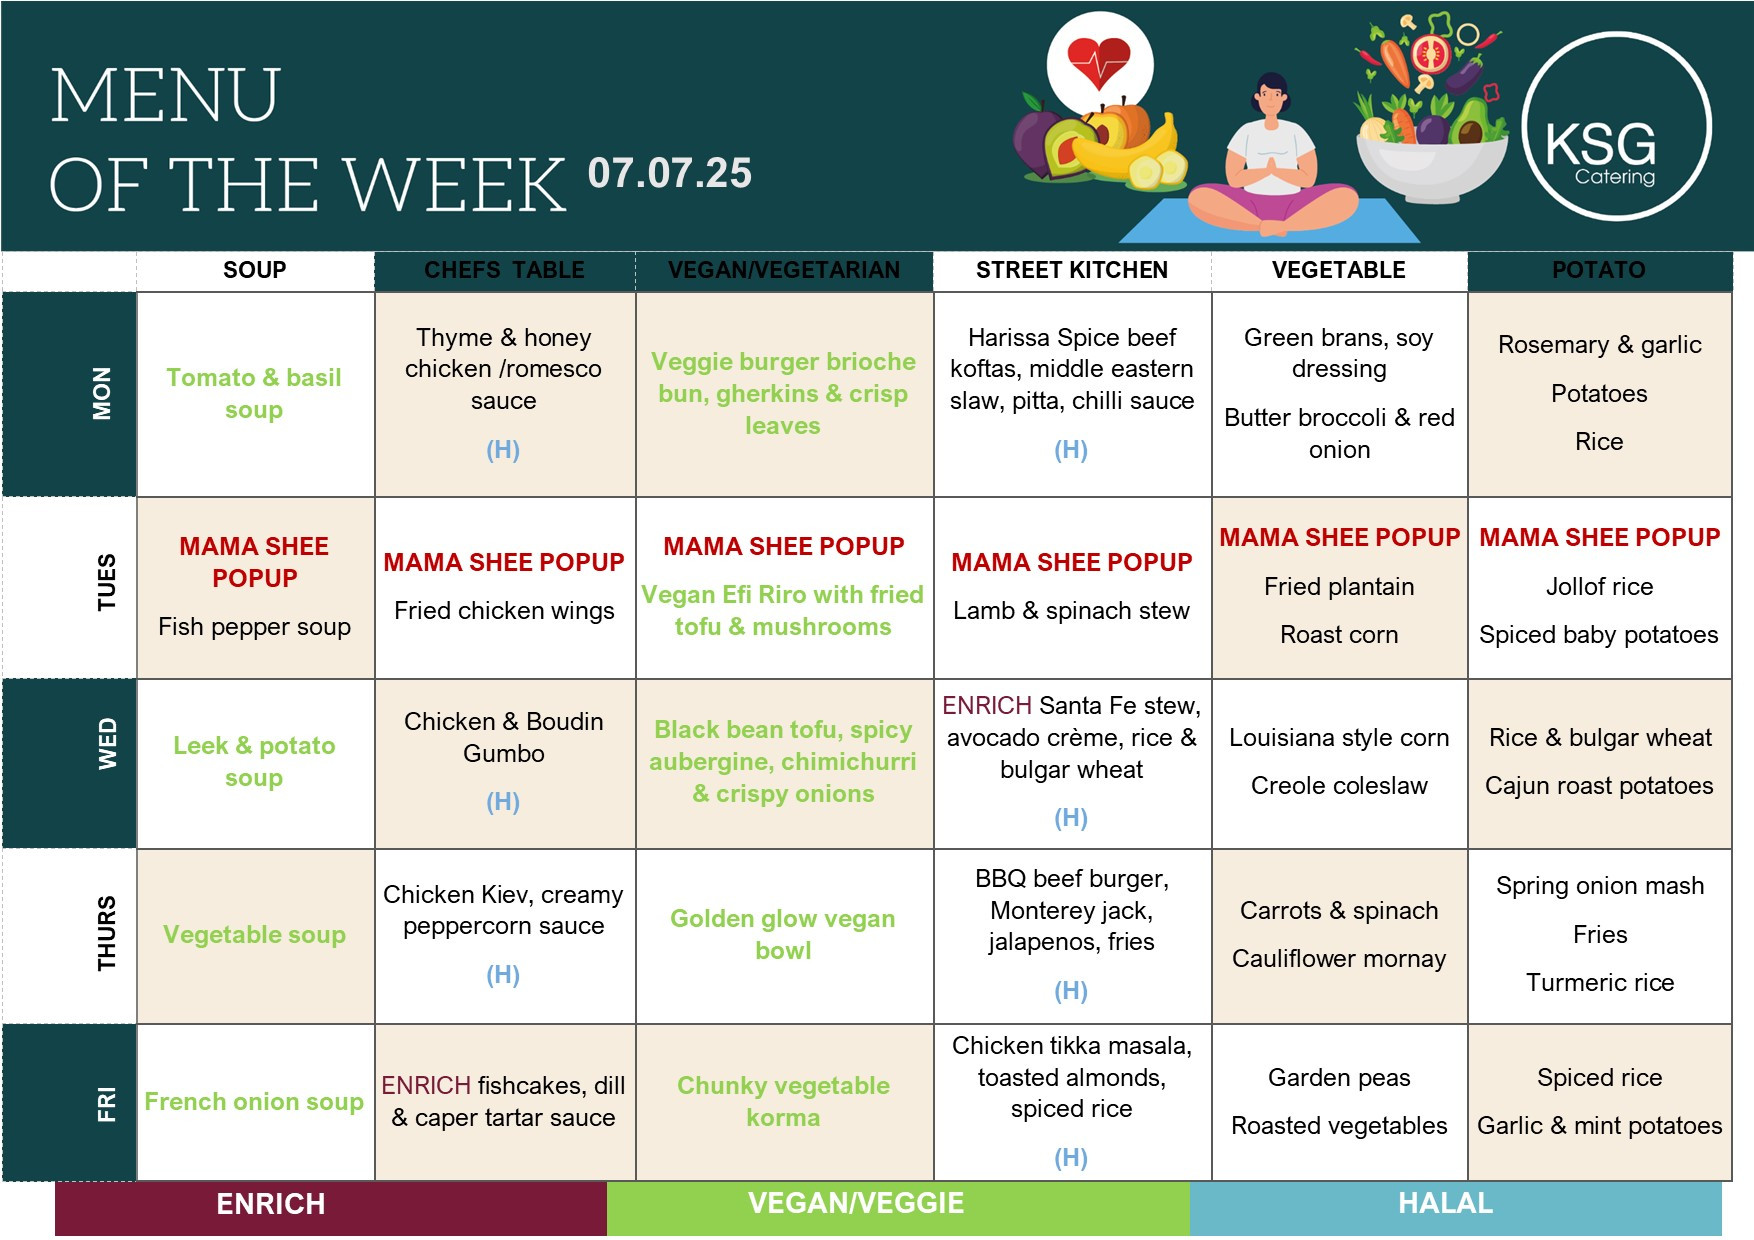 MENU
OF THE WEEK 07.07.25
KSG
Catering
SOUP
CHEFS TABLE
VEGAN/VEGETARIAN
STREET KITCHEN
VEGETABLE
POTATO
MON
Tomato & basil
soup
Thyme & honey
chicken /romesco
sauce
(H)
Veggie burger brioche
bun, gherkins & crisp
leaves
Harissa Spice beef
koftas, middle eastern
slaw, pitta, chilli sauce
(H)
Green brans, soy
dressing
Butter broccoli & red
onion
Rosemary & garlic
Potatoes
Rice
TUES
MAMA SHEE
POPUP
Fish pepper soup
MAMA SHEE POPUP
Fried chicken wings
MAMA SHEE POPUP
Vegan Efi Riro with fried
tofu & mushrooms
MAMA SHEE POPUP
Lamb & spinach stew
MAMA SHEE POPUP
Fried plantain
Roast corn
MAMA SHEE POPUP
Jollof rice
Spiced baby potatoes
WED
Leek & potato
soup
Chicken & Boudin
Gumbo
(H)
Black bean tofu, spicy
aubergine, chimichurri
& crispy onions
ENRICH Santa Fe stew,
avocado crème, rice &
bulgar wheat
(H)
Louisiana style corn
Creole coleslaw
Rice & bulgar wheat
Cajun roast potatoes
THURS
Vegetable soup
Chicken Kiev, creamy
peppercorn sauce
(H)
Golden glow vegan
bowl
BBQ beef burger,
Monterey jack,
jalapenos, fries
(H)
Carrots & spinach
Cauliflower mornay
Spring onion mash
Fries
Turmeric rice
FRI
French onion soup
ENRICH fishcakes, dill
& caper tartar sauce
Chunky vegetable
korma
Chicken tikka masala,
toasted almonds,
spiced rice
(H)
Garden peas
Roasted vegetables
Spiced rice
Garlic & mint potatoes
ENRICH
VEGAN/VEGGIE
HALAL